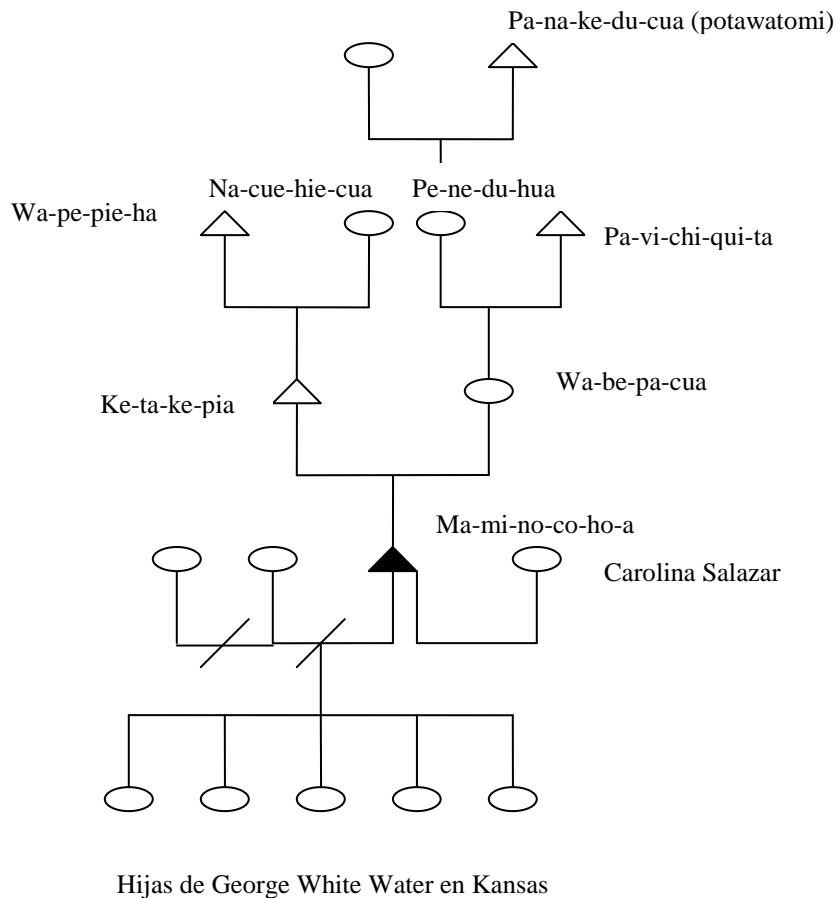 Pa-na-ke-du-cua (potawatomi)
Na-cue-hie-cua
Pe-ne-du-hua
Wa-pe-pie-ha
Pa-vi-chi-qui-ta
Wa-be-pa-cua
Ke-ta-ke-pia
Ma-mi-no-co-ho-a
Carolina Salazar
Hijas de George White Water en Kansas